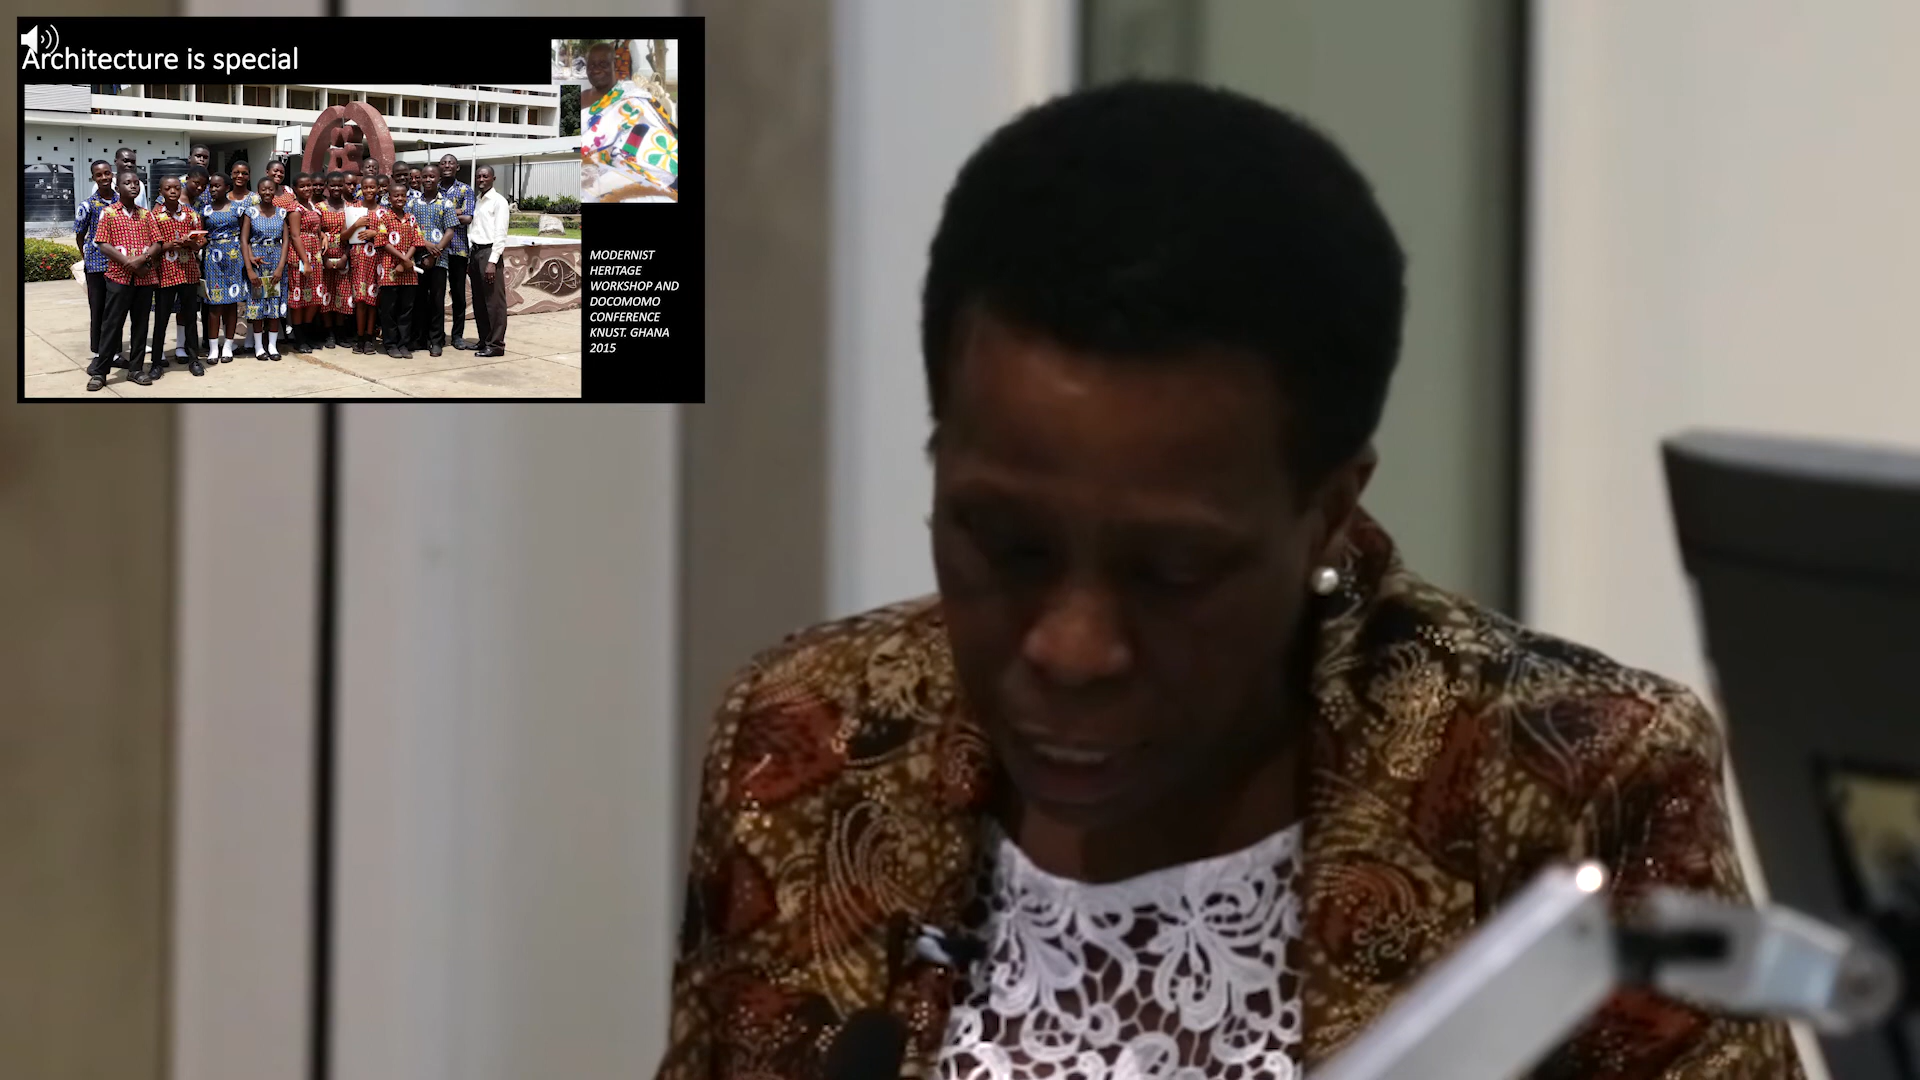 Architecture is special
MODERNIST
HERITAGE
WORKSHOP AND
DOCOMOMO
CONFERENCE
KNUST. GHANA
2015